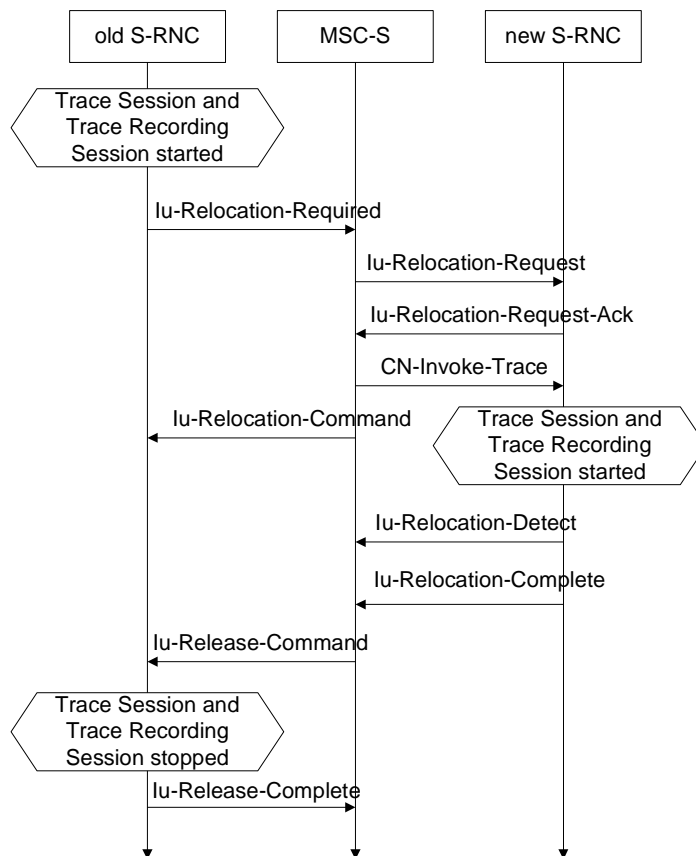 old S-RNC
MSC-S
new S-RNC
Trace Session and
Trace Recording
Session started
Iu-Relocation-Required
Iu-Relocation-Request
Iu-Relocation-Request-Ack
CN-Invoke-Trace
Iu-Relocation-Command
Trace Session and
Trace Recording
Session started
Iu-Relocation-Detect
Iu-Relocation-Complete
Iu-Release-Command
Trace Session and
Trace Recording
Session stopped
Iu-Release-Complete